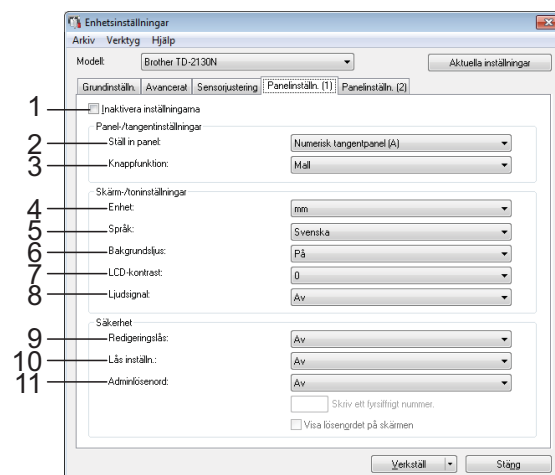 Enhetsinställningar
Arkiv Verktyg Hjälp
Modell: Brother TD-2130N Aktuella inställningar
Grundinställn. Avancerat Sensorjustering Panelinställn. (1) Panelinställn. (2)
1 Inaktivera inställningarna
Panel-/tangentinställningar
2 Ställ in panel: Numerisk tangentpanel (A)
3 Knappfunktion: Mall
Skärm-/toninställningar
4 Enhet: mm
5 Språk: Svenska
6 Bakgrundsljus: På
7 LCD-kontrast: 0
8 Ljudsignal: Av
Säkerhet
9 Redigeringslås: Av
10 Lås inställn.: Av
11 Adminlösenord: Av
Skriv ett fyrsiffrigt nummer.
Visa lösenordet på skärmen
Verkställ Stäng